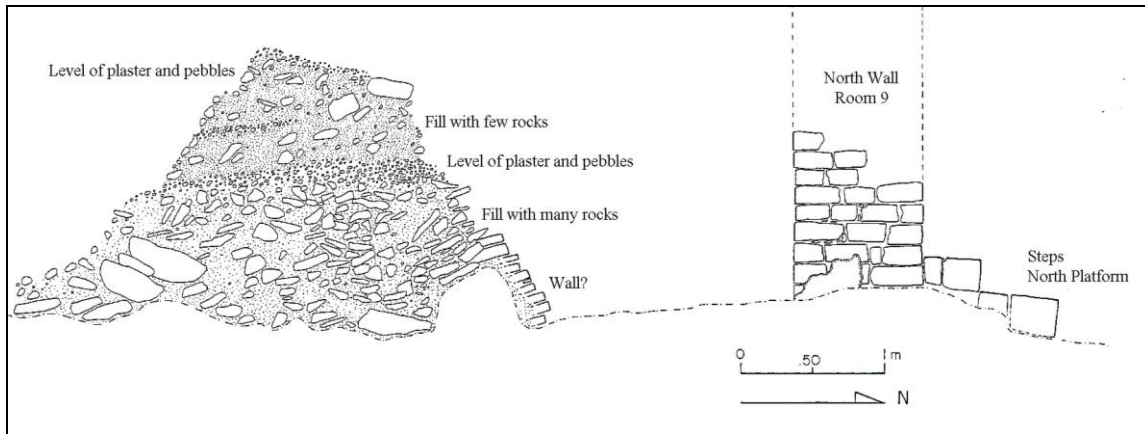 Level of plaster and pebbles
Fill with few rocks
Level of plaster and pebbles
Fill with many rocks
Wall?
North Wall
Room 9
Steps
North Platform
0 .50 m
N